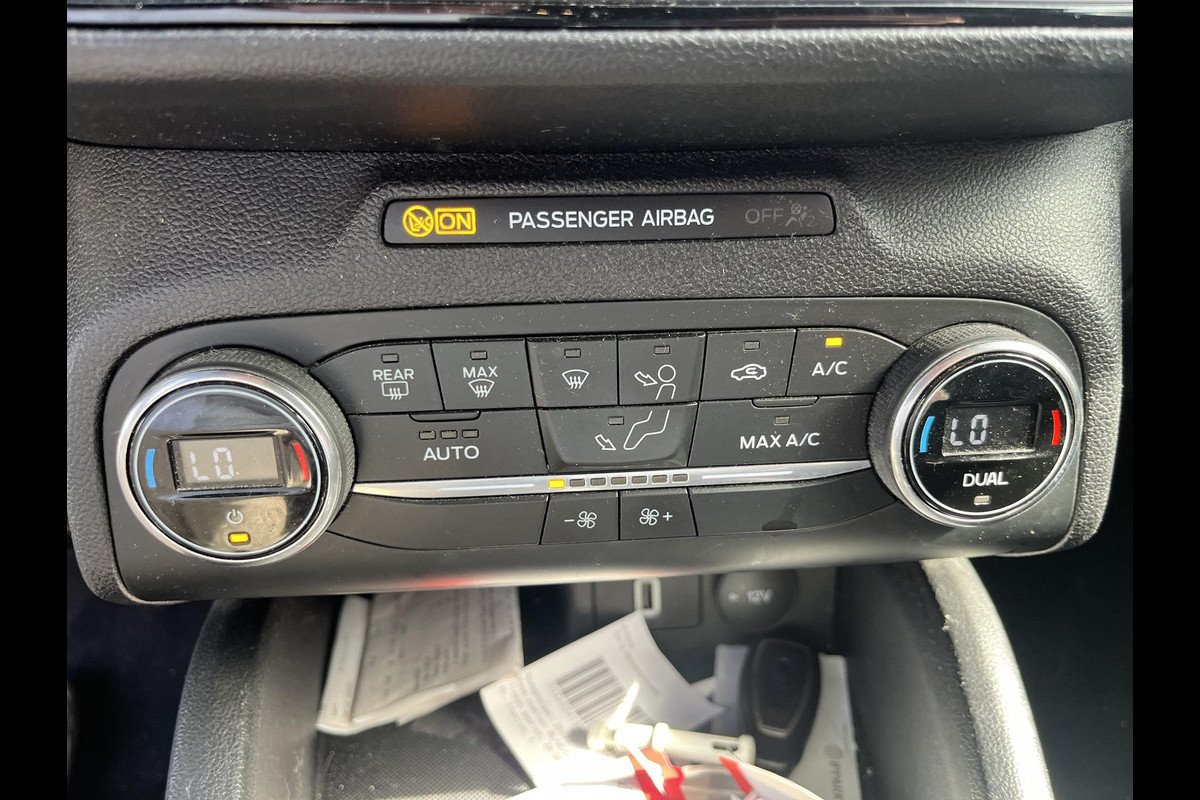 ON PASSENGER AIRBAG OFF
REAR
MAX
A/C
AUTO
MAX A/C
LO
LO
DUAL
- +
12V